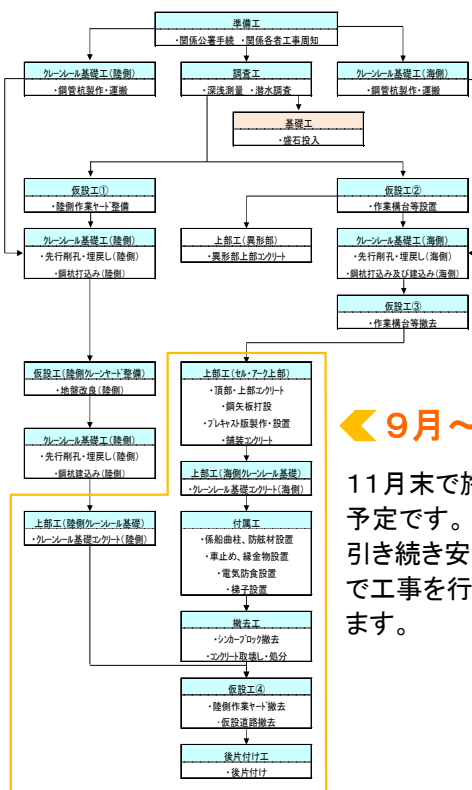 準備工
・関係公署手続 ・関係各者工事周知
クレーンレール基礎工(陸側)
・鋼管杭製作・運搬
調査工
・深浅測量 ・潜水調査
クレーンレール基礎工(海側)
・鋼管杭製作・運搬
基礎工
・盛石投入
仮設工①
・陸側作業ヤード整備
仮設工②
・作業構台等設置
クレーンレール基礎工(陸側)
・先行削孔・埋戻し(陸側)
・鋼杭打込み(陸側)
上部工(異形部)
・異形部上部コンクリート
クレーンレール基礎工(海側)
・先行削孔・埋戻し(海側)
・鋼杭打込み及び建込み(海側)
仮設工③
・作業構台等撤去
仮設工(陸側クレーンヤード整備)
・地盤改良(陸側)
上部工(セル・アーク上部)
・頂部・上部コンクリート
・鋼矢板打設
・プレキャスト版製作・設置
・舗装コンクリート
クレーンレール基礎工(陸側)
・先行削孔・埋戻し(陸側)
・鋼杭建込み(陸側)
上部工(海側クレーンレール基礎)
・クレーンレール基礎コンクリート(海側)
上部工(陸側クレーンレール基礎)
・クレーンレール基礎コンクリート(陸側)
付属工
・係船曲柱、防舷材設置
・車止め、縁金物設置
・電気防食設置
・梯子設置
撤去工
・シンカーブロック撤去
・コンクリート取壊し・処分
仮設工④
・陸側作業ヤード撤去
・仮設道路撤去
後片付け工
・後片付け
9月～
11月末で施
予定です。
引き続き安
で工事を行
ます。